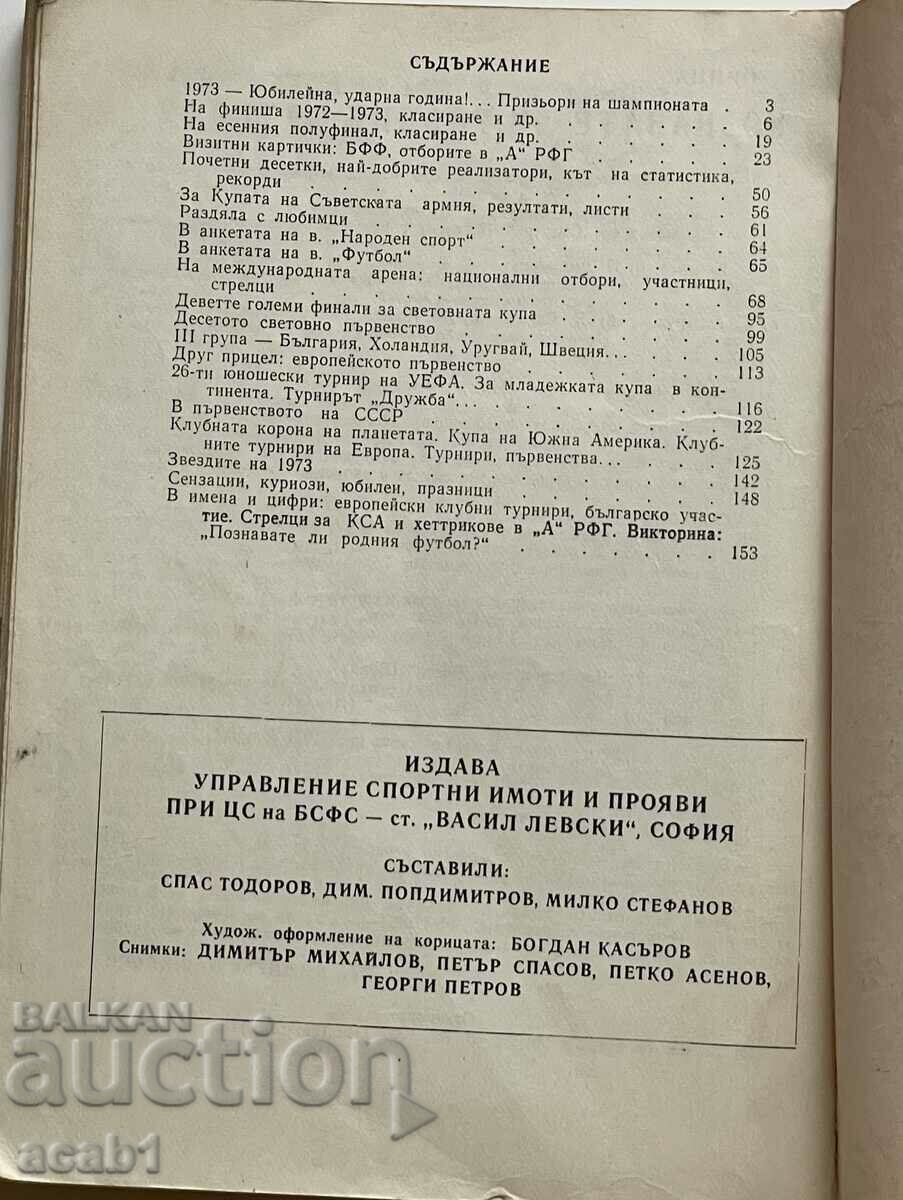 СЪДЪРЖАНИЕ
1973 — Юбилейна, ударна година!... Призьори на шампионата . 3
На финиша 1972—1973, класиране и др. . . . . . . 6
На есенния полуфинал, класиране и др. . . . . . . 19
Визитни картички: БФФ, отборите в „А“ РФГ . . . . . 23
Почетни десетки, най-добрите реализатори, кът на статистика,
рекорди . . . . . . . . . . . . . . 50
За Купата на Съветската армия, резултати, листи . . . 56
Раздяла с любимци . . . . . . . . . . . . 61
В анкетата на в. „Народен спорт“ . . . . . . . . 64
В анкетата на в. „Футбол“ . . . . . . . . . . 65
На международната арена: национални отбори, участници,
стрелци . . . . . . . . . . . . . . 68
Деветте големи финали за световната купа . . . . . . 95
Десетото световно първенство . . . . . . . . . 99
III група — България, Холандия, Уругвай, Швеция... . . . 105
Друг прицел: европейското първенство . . . . . . . 113
26-ти юношески турнир на УЕФА. За младежката купа в кон-
тинента. Турнирът „Дружба“... . . . . . . . . 116
В първенството на СССР . . . . . . . . . . 122
Клубната корона на планетата. Купа на Южна Америка. Клуб-
ните турнири на Европа. Турнири, първенства... . . . 125
Звездите на 1973 . . . . . . . . . . . . 142
Сензации, куриози, юбилеи, празници . . . . . . . 148
В имена и цифри: европейски клубни турнири, българско учас-
тие. Стрелци за КСА и хеттрикове в „А“ РФГ. Викторина:
„Познавате ли родния футбол?“ . . . . . . . 153
ИЗДАВА
УПРАВЛЕНИЕ СПОРТНИ ИМОТИ И ПРОЯВИ
ПРИ ЦС на БСФС — ст. „ВАСИЛ ЛЕВСКИ“, СОФИЯ
СЪСТАВИЛИ:
СПАС ТОДОРОВ, ДИМ. ПОПДИМИТРОВ, МИЛКО СТЕФАНОВ
Худож. оформление на корицата: БОГДАН КАСЪРОВ
Снимки: ДИМИТЪР МИХАЙЛОВ, ПЕТЪР СПАСОВ, ПЕТКО АСЕНОВ,
ГЕОРГИ ПЕТРОВ
BALKAN
auction
acab1